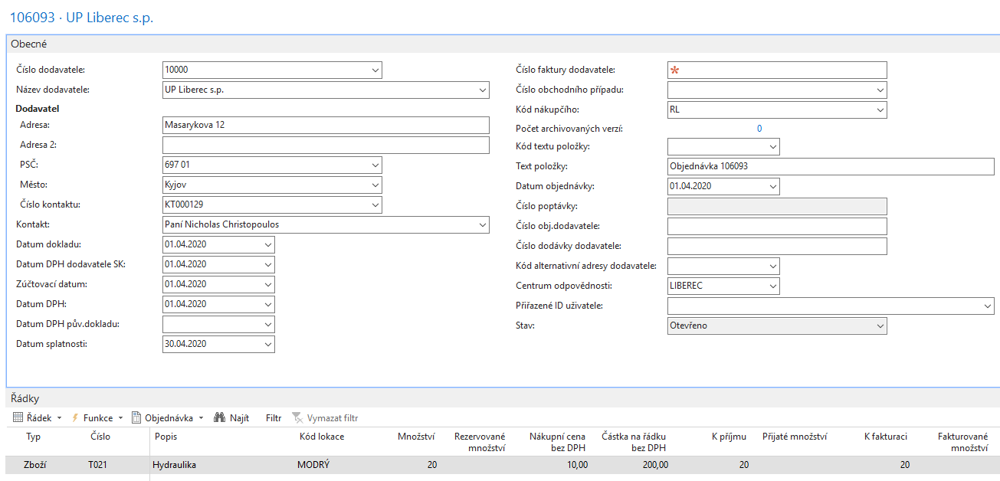 106093 · UP Liberec s.p.
Obecné
Číslo dodavatele: 10000
Název dodavatele: UP Liberec s.p.
Dodavatel
Adresa: Masarykova 12
Adresa 2:
PSČ: 697 01
Město: Kyjov
Číslo kontaktu: KT000129
Kontakt: Paní Nicholas Christopoulos
Datum dokladu: 01.04.2020
Datum DPH dodavatele SK: 01.04.2020
Zúčtovací datum: 01.04.2020
Datum DPH: 01.04.2020
Datum DPH pův.dokladu:
Datum splatnosti: 30.04.2020
Číslo faktury dodavatele: *
Číslo obchodního případu:
Kód nákupčího: RL
Počet archivovaných verzí: 0
Kód textu položky:
Text položky: Objednávka 106093
Datum objednávky: 01.04.2020
Číslo poptávky:
Číslo obj.dodavatele:
Číslo dodávky dodavatele:
Kód alternativní adresy dodavatele:
Centrum odpovědnosti: LIBEREC
Přiřazené ID uživatele:
Stav: Otevřeno
Řádky
Řádek Funkce Objednávka Najít Filtr Vymazat filtr
Typ Číslo Popis Kód lokace Množství Rezervované množství Nákupní cena bez DPH Částka na řádku bez DPH K příjmu Přijaté množství K fakturaci Fakturované množství
Zboží T021 Hydraulika MODRÝ 20 10,00 200,00 20 20